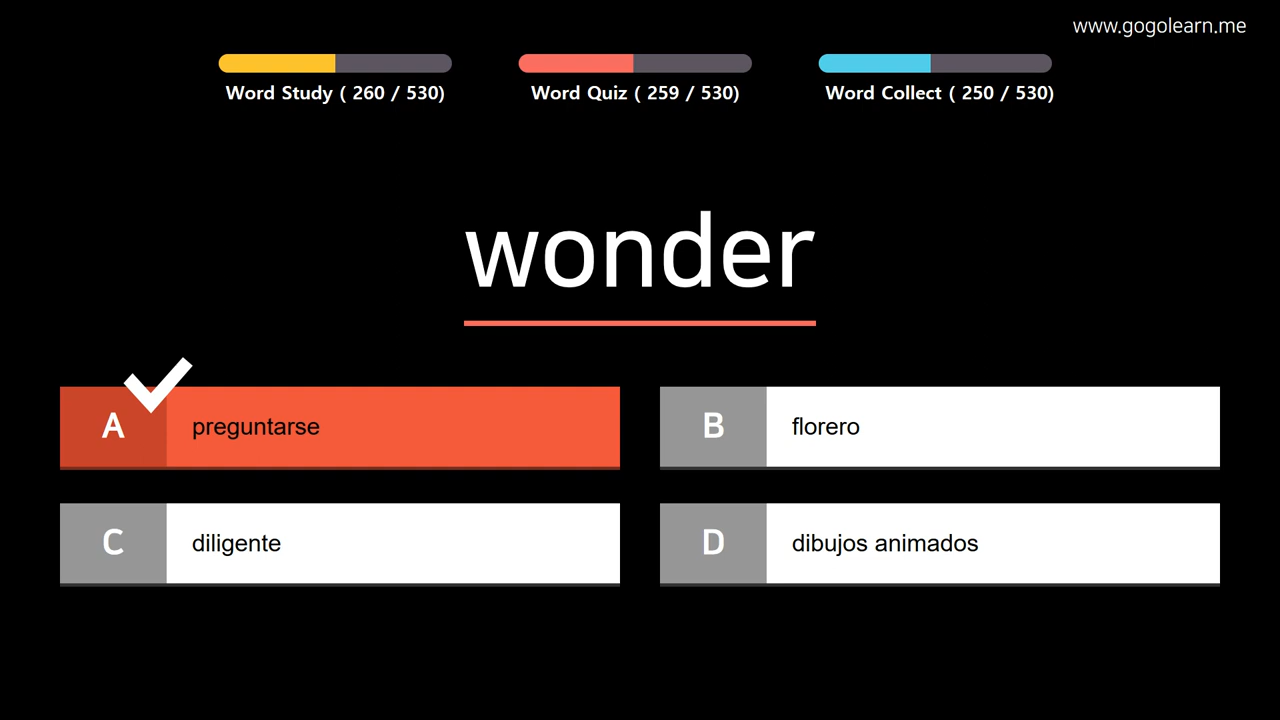 www.gogolearn.me
Word Study ( 260 / 530)
Word Quiz ( 259 / 530)
Word Collect ( 250 / 530)
wonder
A preguntarse
B florero
C diligente
D dibujos animados